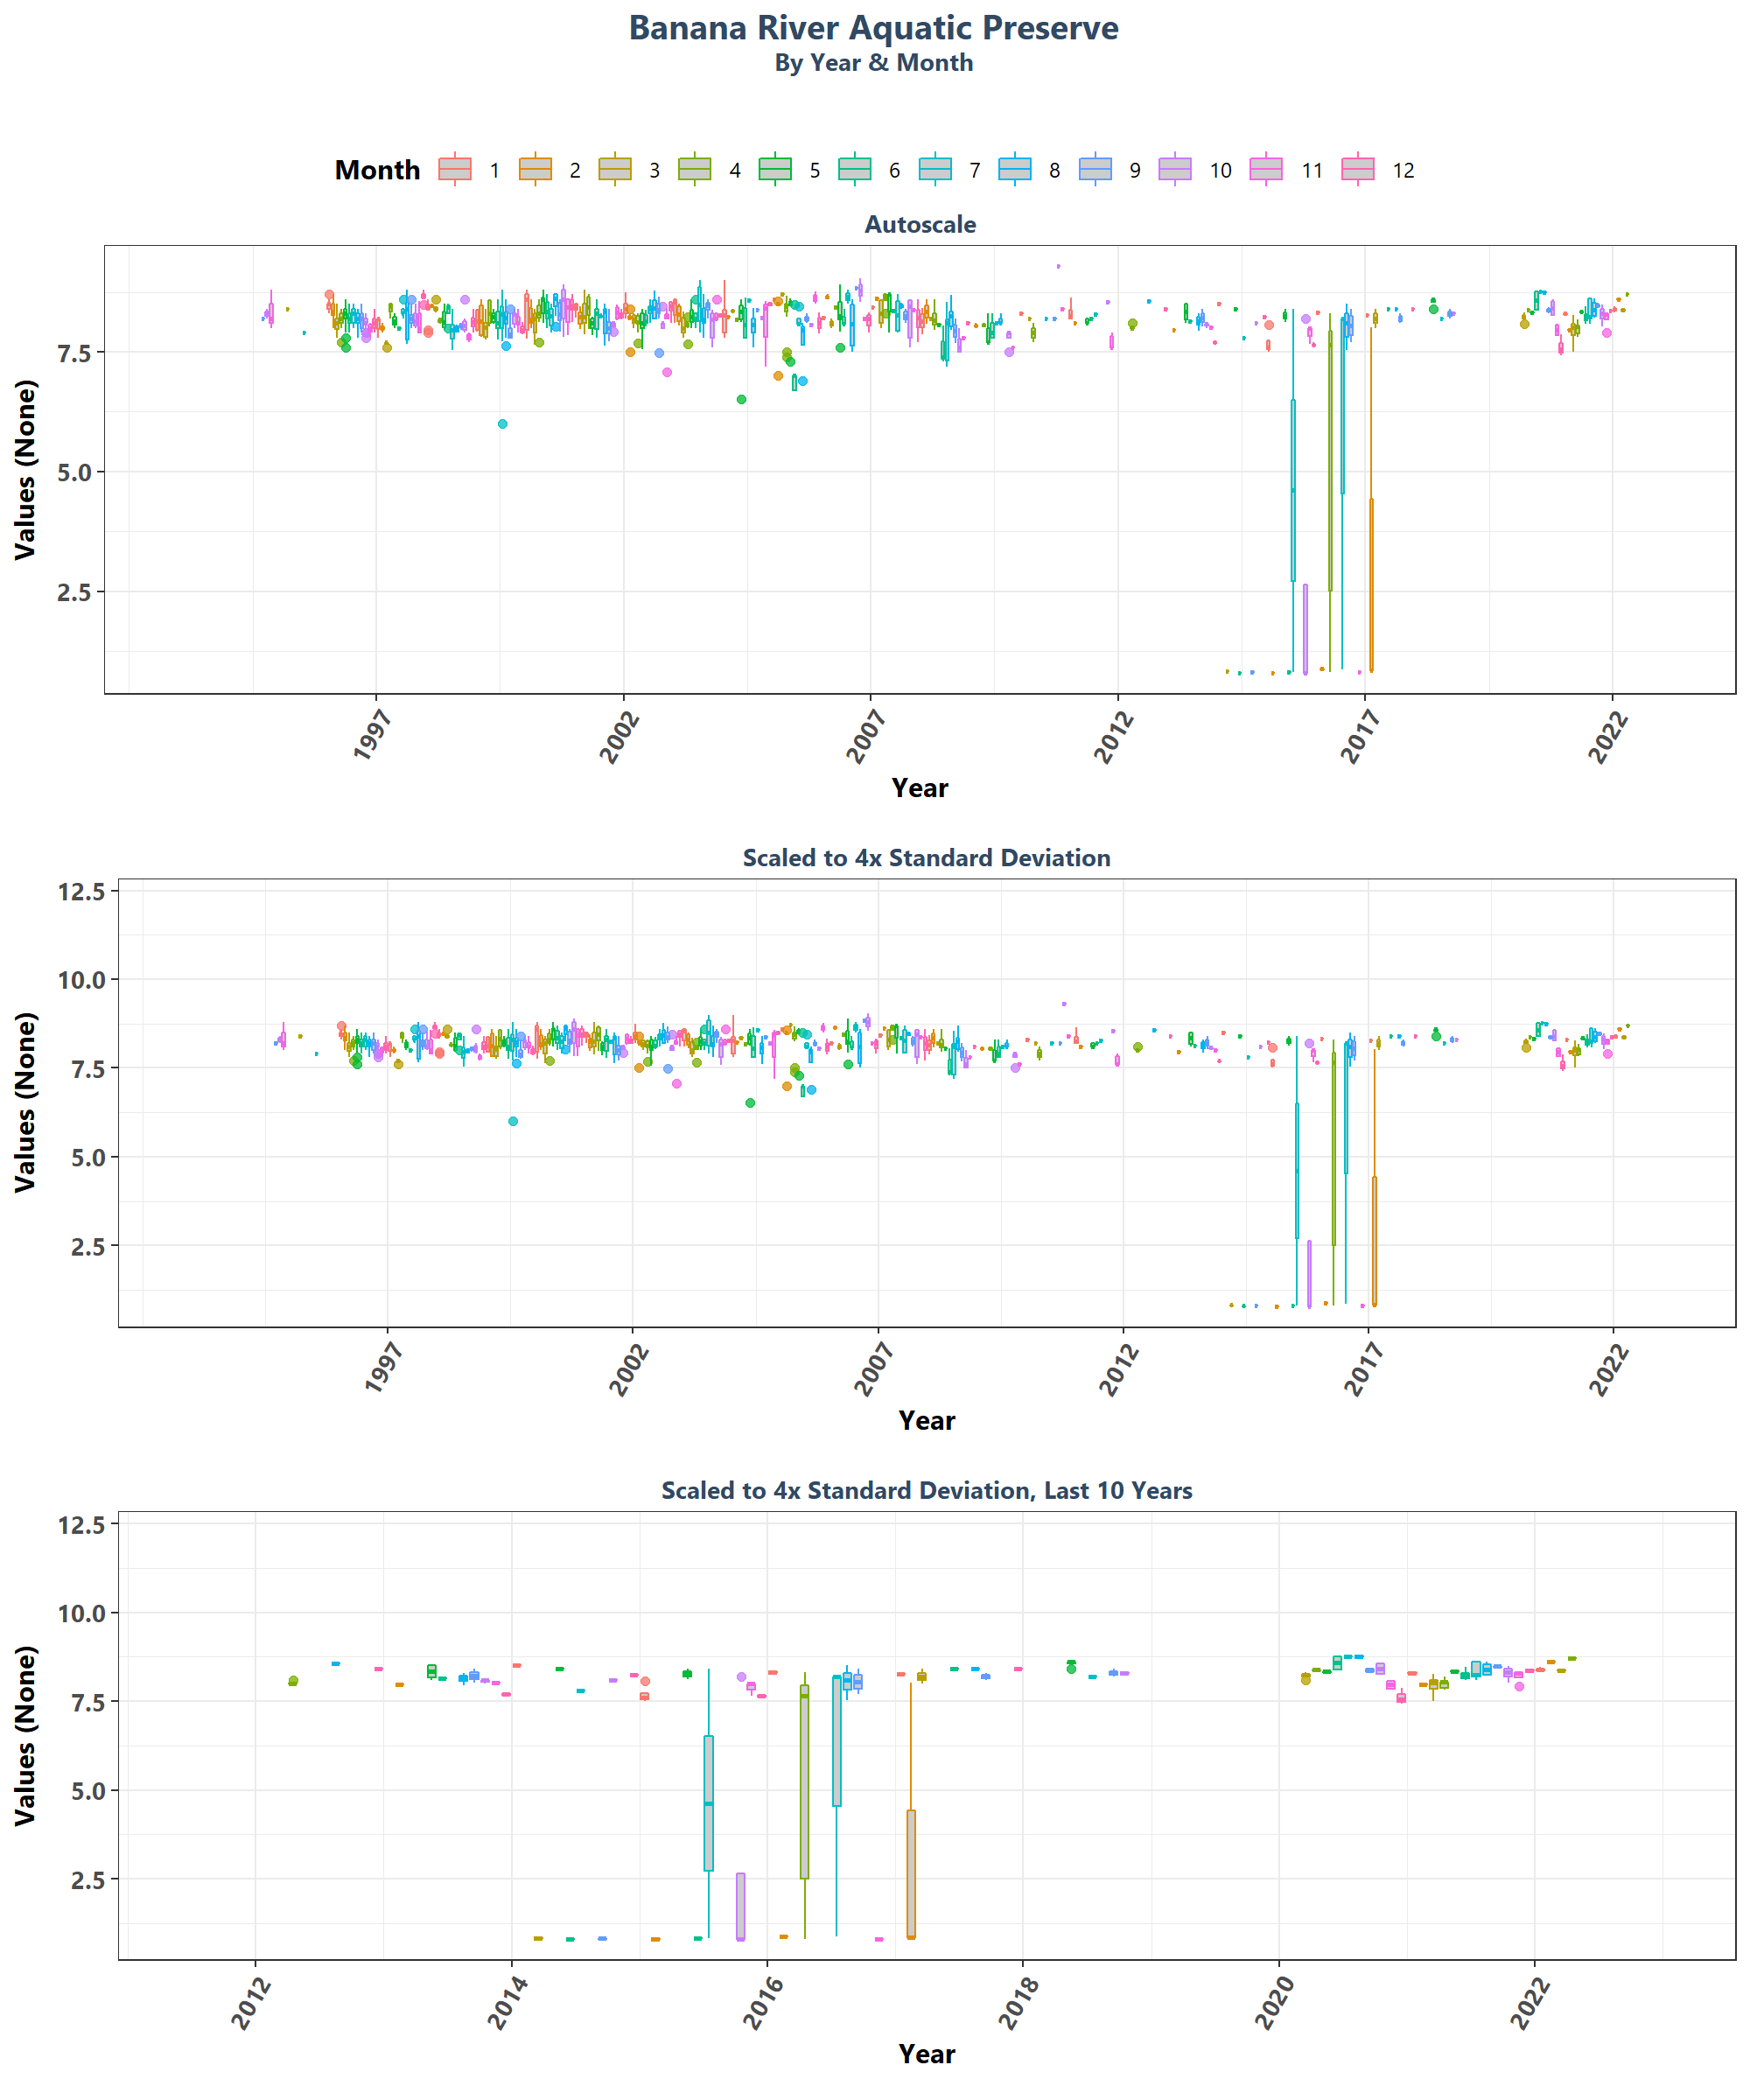 Banana River Aquatic Preserve
By Year & Month
Month 1 2 3 4 5 6 7 8 9 10 11 12
Autoscale
Values (None)
7.5
5.0
2.5
1997 2002 2007 2012 2017 2022
Year
Scaled to 4x Standard Deviation
Values (None)
12.5
10.0
7.5
5.0
2.5
1997 2002 2007 2012 2017 2022
Year
Scaled to 4x Standard Deviation, Last 10 Years
Values (None)
12.5
10.0
7.5
5.0
2.5
2012 2014 2016 2018 2020 2022
Year